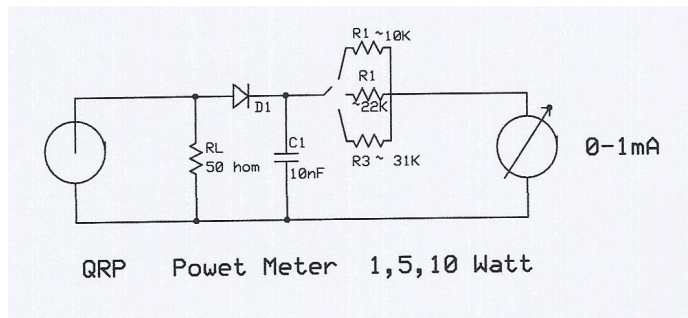 R1 ~10K
R1
~22K
D1
RL
50 hom
C1
10nF
R3 ~ 31K
0-1mA
QRP Powet Meter 1,5,10 Watt